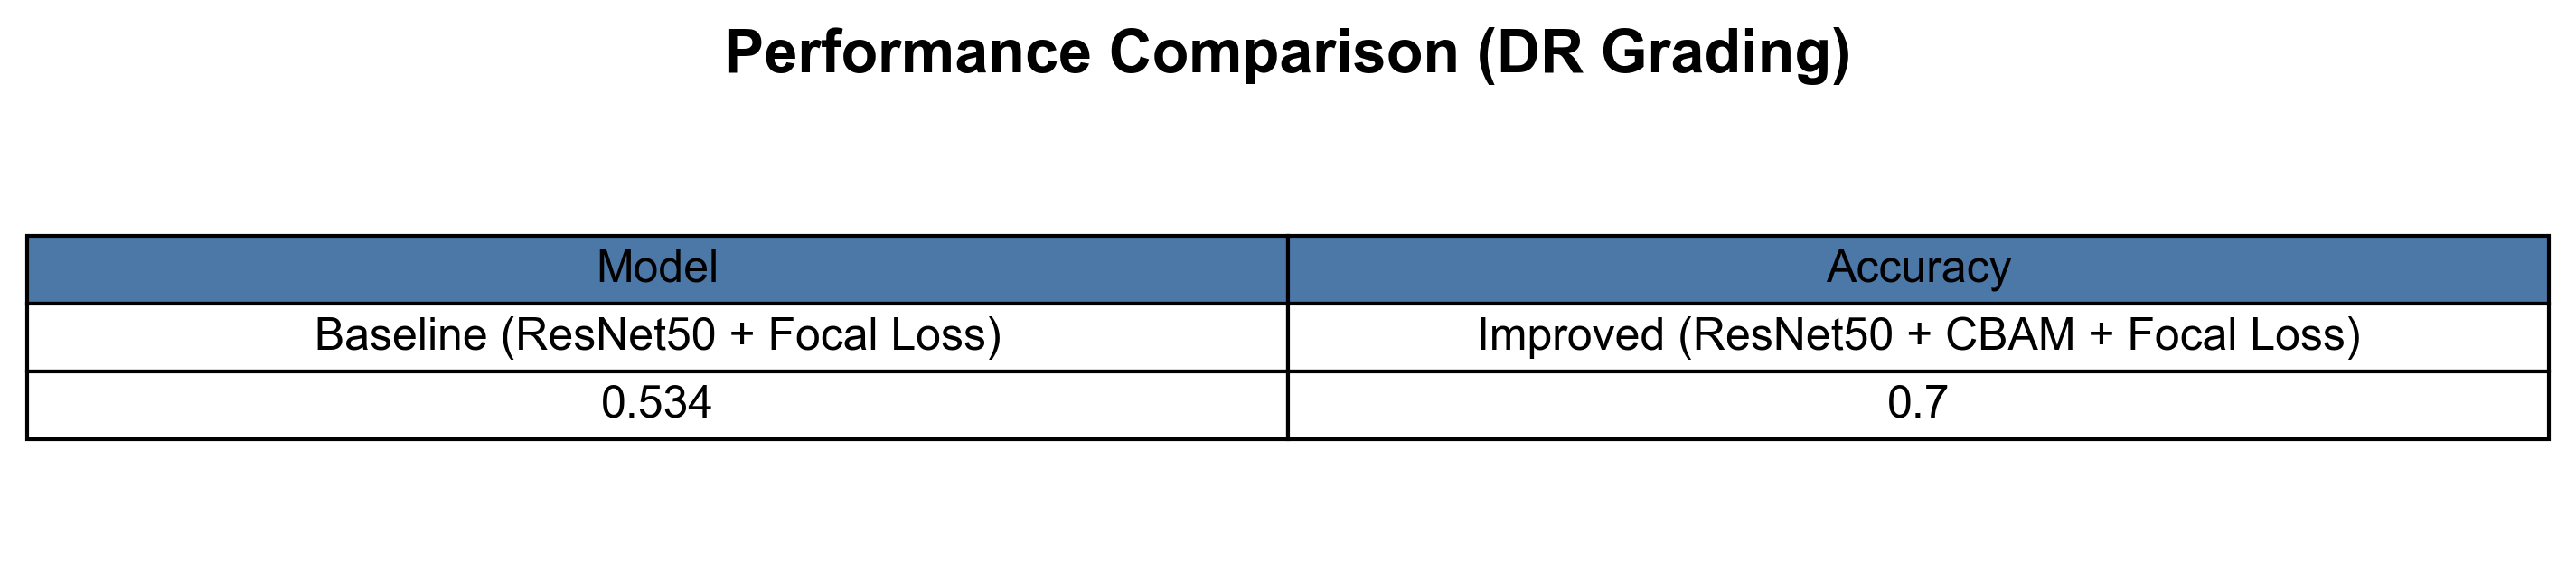 Performance Comparison (DR Grading)
Model Accuracy
Baseline (ResNet50 + Focal Loss) Improved (ResNet50 + CBAM + Focal Loss)
0.534 0.7